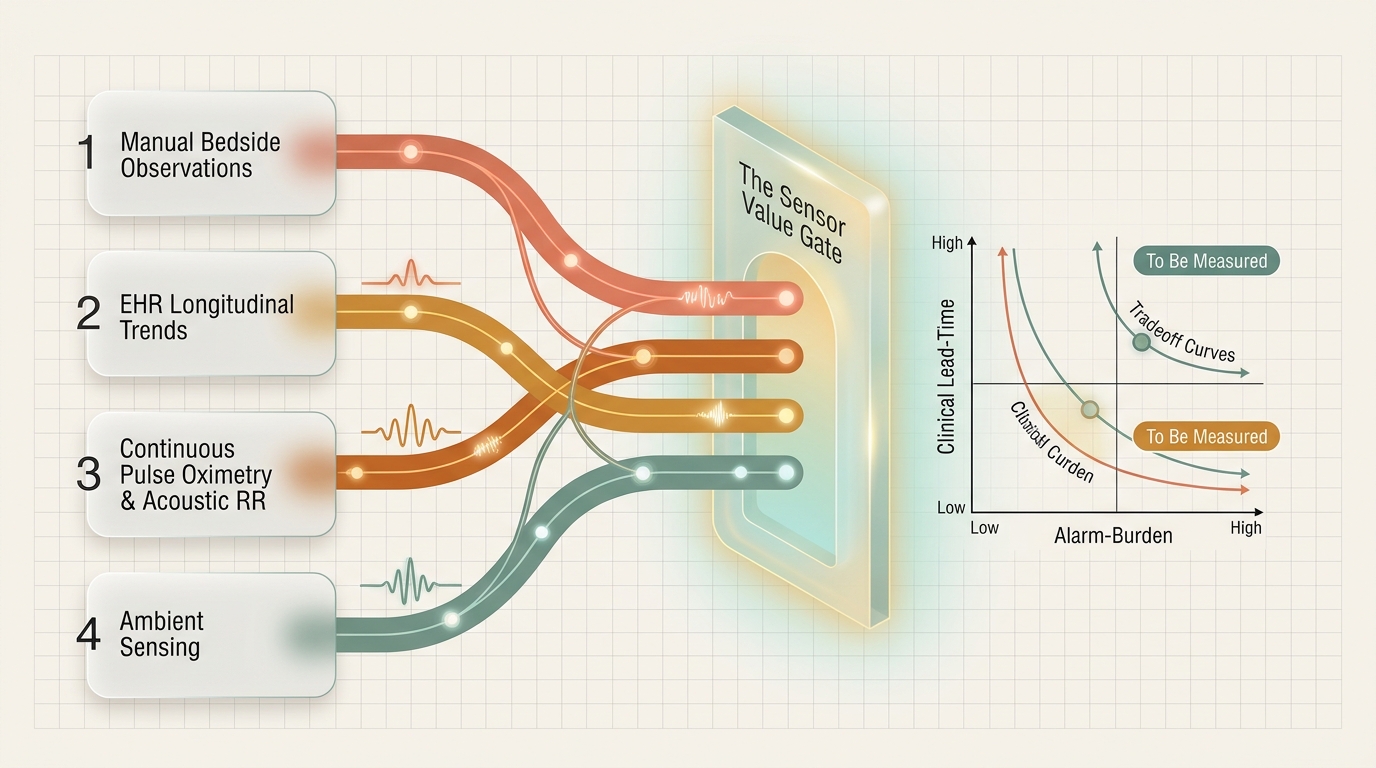 1
Manual Bedside
Observations
2
EHR Longitudinal
Trends
3
Continuous
Pulse Oximetry
& Acoustic RR
4
Ambient
Sensing
The Sensor
Value Gate
High
Clinical Lead-Time
Low
Low
Alarm-Burden
High
To Be Measured
Tradeoff Curves
To Be Measured
Curden